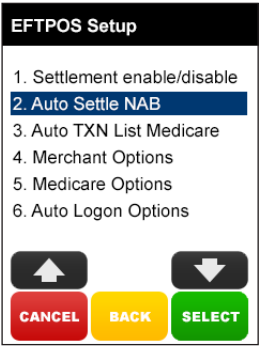 EFTPOS Setup
1. Settlement enable/disable
2. Auto Settle NAB
3. Auto TXN List Medicare
4. Merchant Options
5. Medicare Options
6. Auto Logon Options
CANCEL BACK SELECT